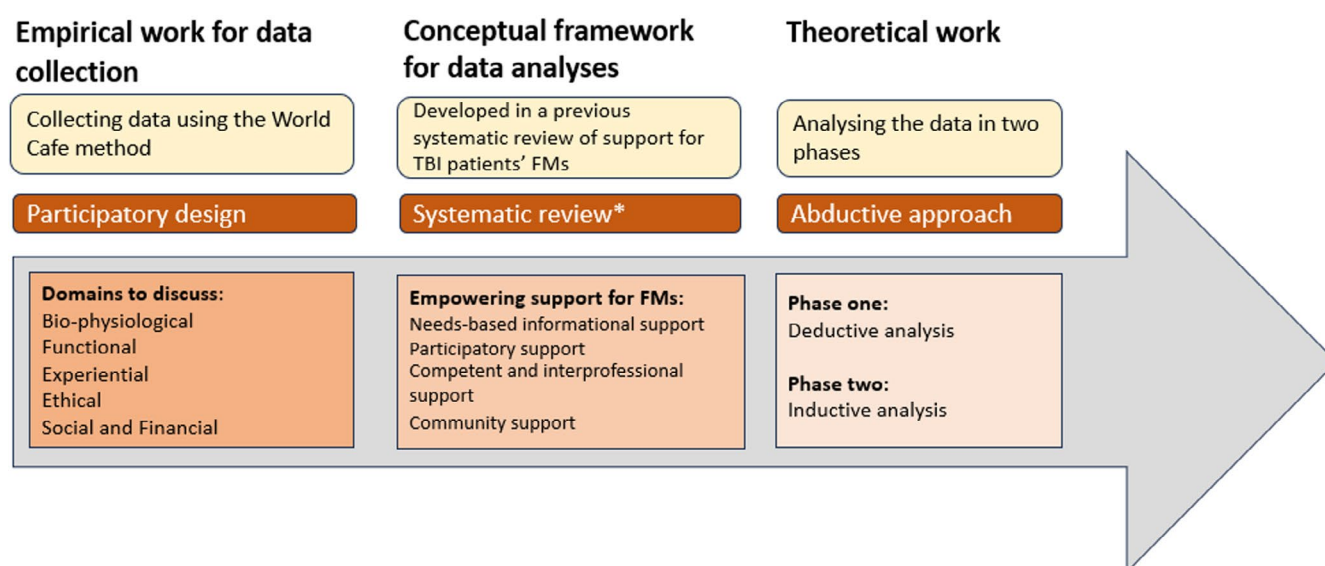 Empirical work for data
collection
Collecting data using the World
Cafe method
Participatory design
Domains to discuss:
Bio-physiological
Functional
Experiential
Ethical
Social and Financial
Conceptual framework
for data analyses
Developed in a previous
systematic review of support for
TBI patients’ FMs
Systematic review*
Empowering support for FMs:
Needs-based informational support
Participatory support
Competent and interprofessional
support
Community support
Theoretical work
Analysing the data in two
phases
Abductive approach
Phase one:
Deductive analysis
Phase two:
Inductive analysis